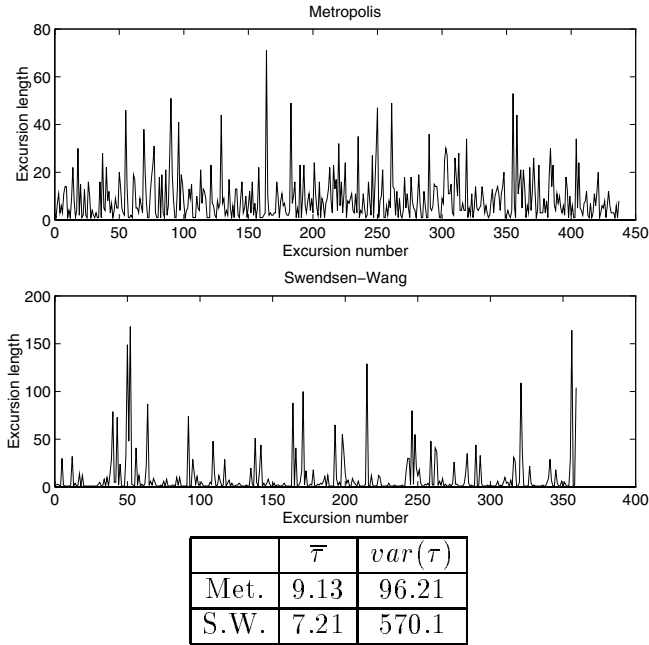 Metropolis
80
60
40
20
0
Excursion length
0 50 100 150 200 250 300 350 400 450
Excursion number
Swendsen-Wang
200
150
100
50
0
Excursion length
0 50 100 150 200 250 300 350 400
Excursion number
τ̅ var(τ)
Met. 9.13 96.21
S.W. 7.21 570.1